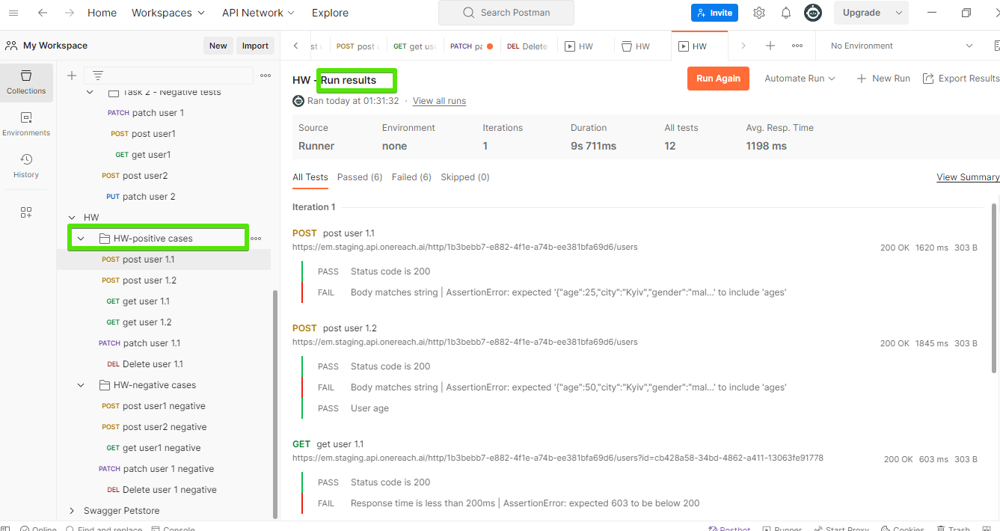 Home Workspaces API Network Explore Search Postman Invite Upgrade
My Workspace New Import
POST post GET get PATCH pa DEL Delete HW HW HW No Environment
Collections
Environments
History
Task 2 - Negative tests
PATCH patch user 1
POST post user1
GET get user1
POST post user2
PUT patch user 2
HW
HW-positive cases
POST post user 1.1
POST post user 1.2
GET get user 1.1
GET get user 1.2
PATCH patch user 1.1
DEL Delete user 1.1
HW-negative cases
POST post user1 negative
POST post user2 negative
GET get user1 negative
PATCH patch user 1 negative
DEL Delete user 1 negative
Swagger Petstore
HW - Run results Run Again Automate Run New Run Export Results
Ran today at 01:31:32 · View all runs
Source Environment Iterations Duration All tests Avg. Resp. Time
Runner none 1 9s 711ms 12 1198 ms
All Tests Passed (6) Failed (6) Skipped (0) View Summary
Iteration 1
POST post user 1.1
https://em.staging.api.onereach.ai/http/1b3bebb7-e882-4f1e-a74b-ee381bfa69d6/users 200 OK 1620 ms 303 B
PASS Status code is 200
FAIL Body matches string | AssertionError: expected '{"age":25,"city":"Kyiv","gender":"mal...' to include 'ages'
POST post user 1.2
https://em.staging.api.onereach.ai/http/1b3bebb7-e882-4f1e-a74b-ee381bfa69d6/users 200 OK 1845 ms 303 B
PASS Status code is 200
FAIL Body matches string | AssertionError: expected '{"age":50,"city":"Kyiv","gender":"mal...' to include 'ages'
PASS User age
GET get user 1.1
https://em.staging.api.onereach.ai/http/1b3bebb7-e882-4f1e-a74b-ee381bfa69d6/users?id=cb428a58-34bd-4862-a411-13063fe91778 200 OK 603 ms 303 B
PASS Status code is 200
FAIL Response time is less than 200ms | AssertionError: expected 603 to be below 200
Online Find and replace Console Postbot Runner Start Proxy Cookies Trash